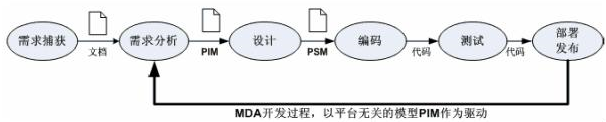 需求捕获
文档
需求分析
PIM
设计
PSM
编码
代码
测试
代码
部署
发布
MDA开发过程，以平台无关的模型PIM作为驱动